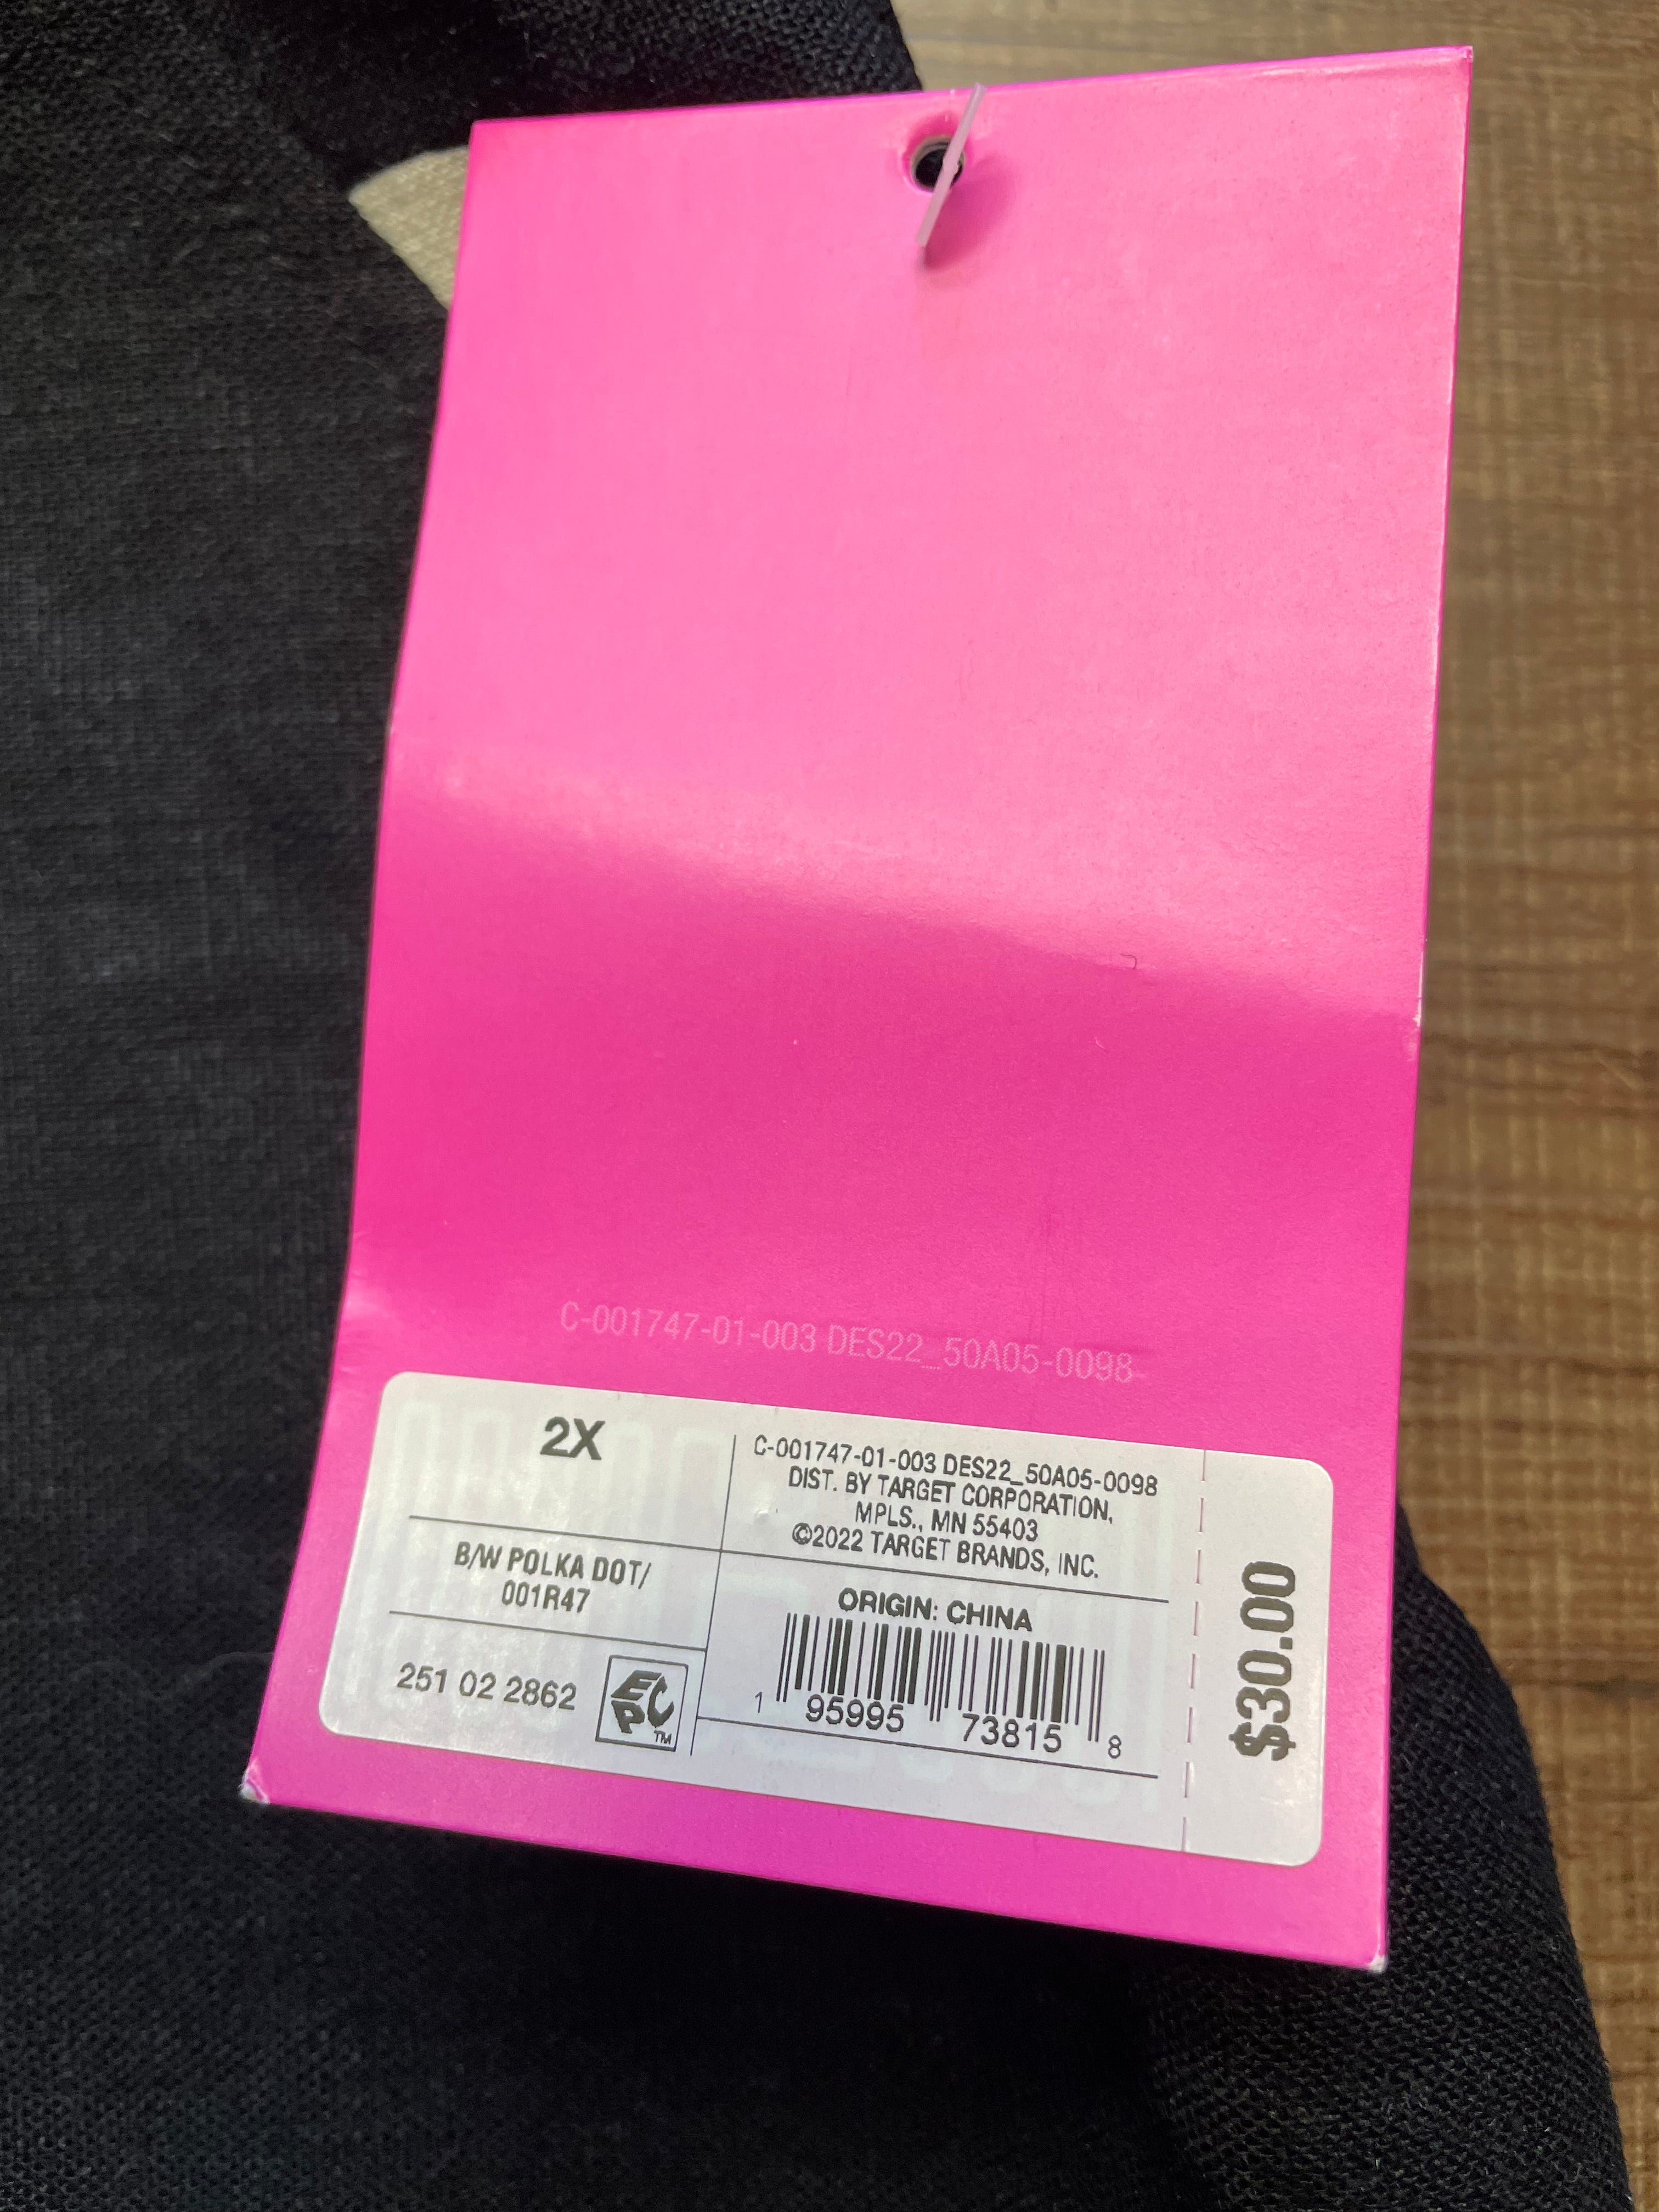 C-001747-01-003 DES22_50A05-0098-
2X
B/W POLKA DOT/
001R47
251 02 2862
EPC TM
C-001747-01-003 DES22_50A05-0098
DIST. BY TARGET CORPORATION,
MPLS., MN 55403
©2022 TARGET BRANDS, INC.
ORIGIN: CHINA
1 95995 73815 8
$30.00